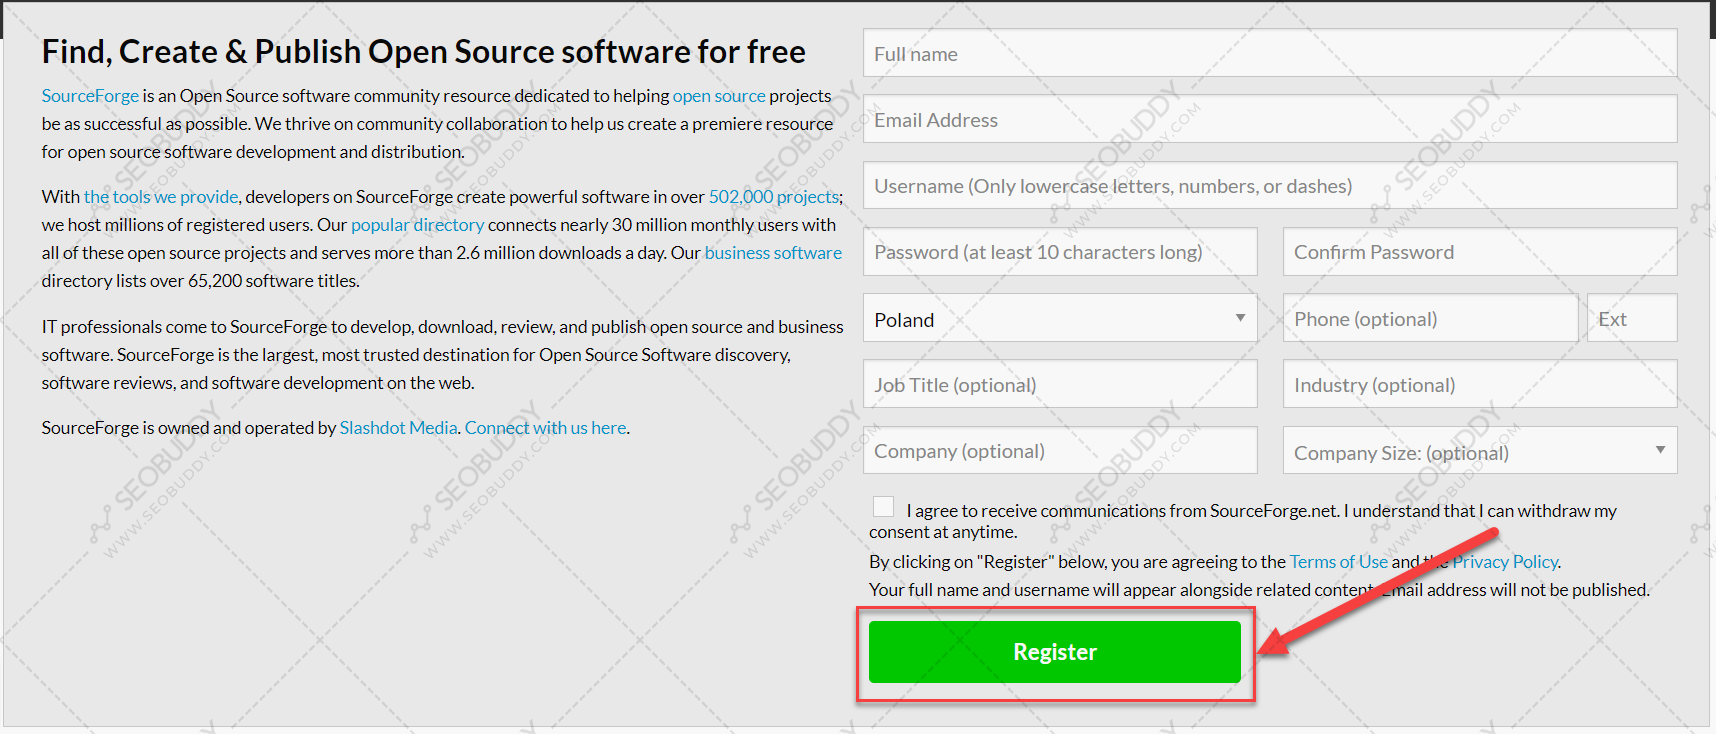 Find, Create & Publish Open Source software for free
SourceForge is an Open Source software community resource dedicated to helping open source projects
be as successful as possible. We thrive on community collaboration to help us create a premiere resource
for open source software development and distribution.
With the tools we provide, developers on SourceForge create powerful software in over 502,000 projects;
we host millions of registered users. Our popular directory connects nearly 30 million monthly users with
all of these open source projects and serves more than 2.6 million downloads a day. Our business software
directory lists over 65,200 software titles.
IT professionals come to SourceForge to develop, download, review, and publish open source and business
software. SourceForge is the largest, most trusted destination for Open Source Software discovery,
software reviews, and software development on the web.
SourceForge is owned and operated by Slashdot Media. Connect with us here.
Full name
Email Address
Username (Only lowercase letters, numbers, or dashes)
Password (at least 10 characters long)
Confirm Password
Poland
Phone (optional)
Ext
Job Title (optional)
Industry (optional)
Company (optional)
Company Size: (optional)
I agree to receive communications from SourceForge.net. I understand that I can withdraw my
consent at anytime.
By clicking on "Register" below, you are agreeing to the Terms of Use and the Privacy Policy.
Your full name and username will appear alongside related content. Email address will not be published.
Register
SEOBUDDY
WWW.SEOBUDDY.COM